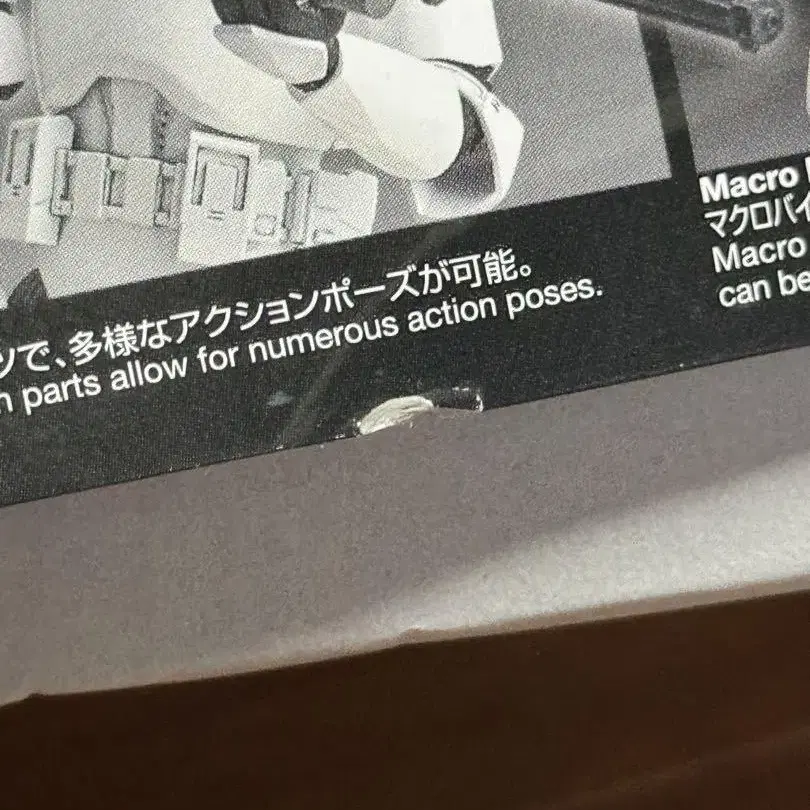 で、多様なアクションポーズが可能。
parts allow for numerous action poses.
Macro
マクロバイ
Macro
can be